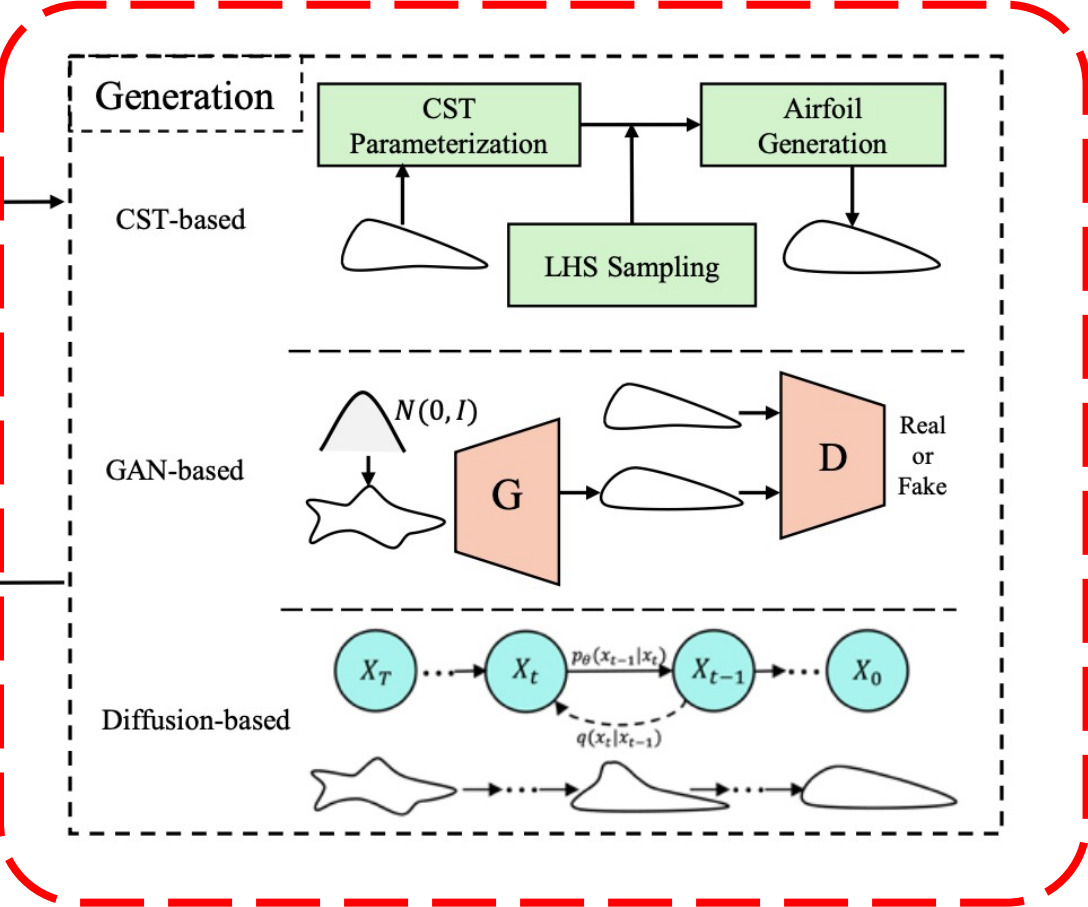 Generation
CST
Parameterization
Airfoil
Generation
CST-based
LHS Sampling
N(0, I)
GAN-based
G
D
Real
or
Fake
X_T
X_t
p_θ(x_{t−1}|x_t)
X_{t−1}
X_0
Diffusion-based
q(x_t|x_{t−1})